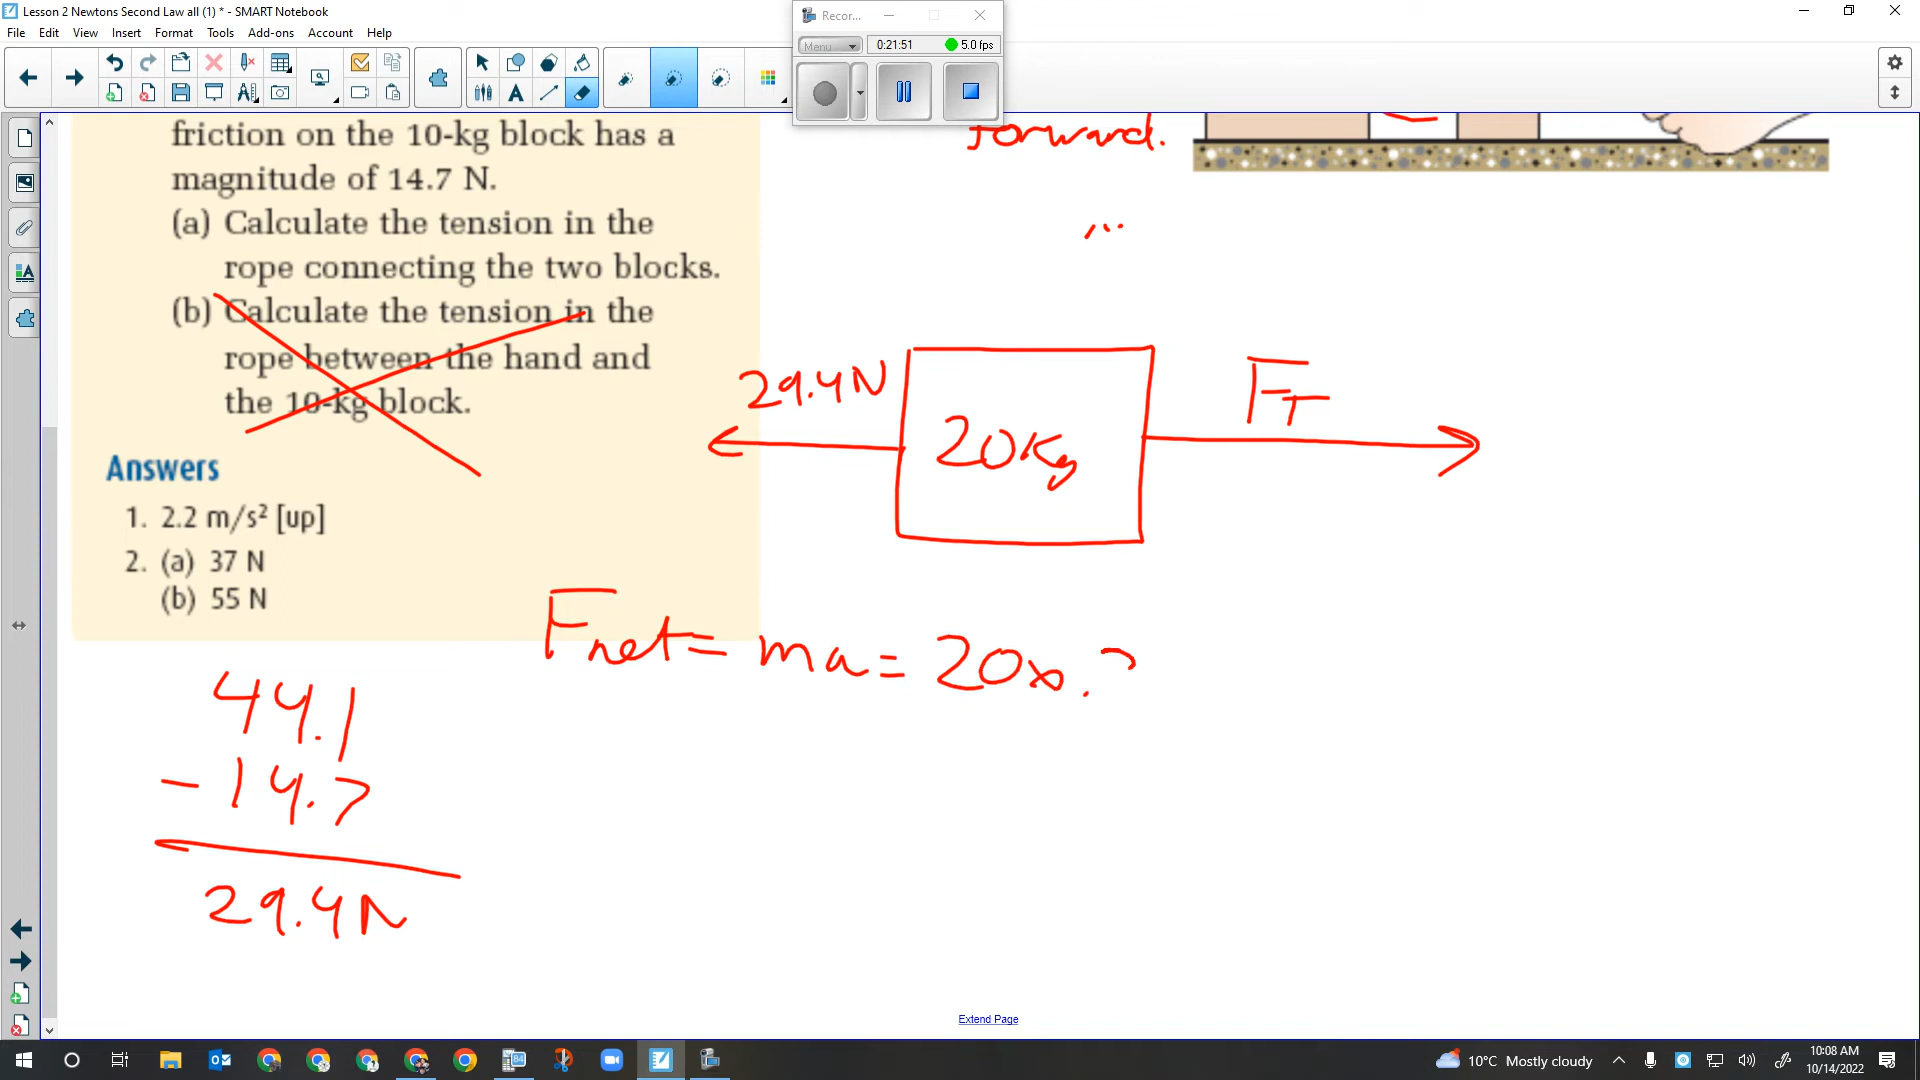 Lesson 2 Newtons Second Law all (1) * - SMART Notebook
File Edit View Insert Format Tools Add-ons Account Help
Recor...
Menu
0:21:51
5.0 fps
friction on the 10-kg block has a
magnitude of 14.7 N.
(a) Calculate the tension in the
rope connecting the two blocks.
(b) Calculate the tension in the
rope between the hand and
the 10-kg block.
Answers
1. 2.2 m/s² [up]
2. (a) 37 N
(b) 55 N
forward.
...
29.4N
20Kg
FT
Fnet = ma = 20x.
44.1
- 14.7
29.4N
Extend Page
84
10°C Mostly cloudy
10:08 AM
10/14/2022